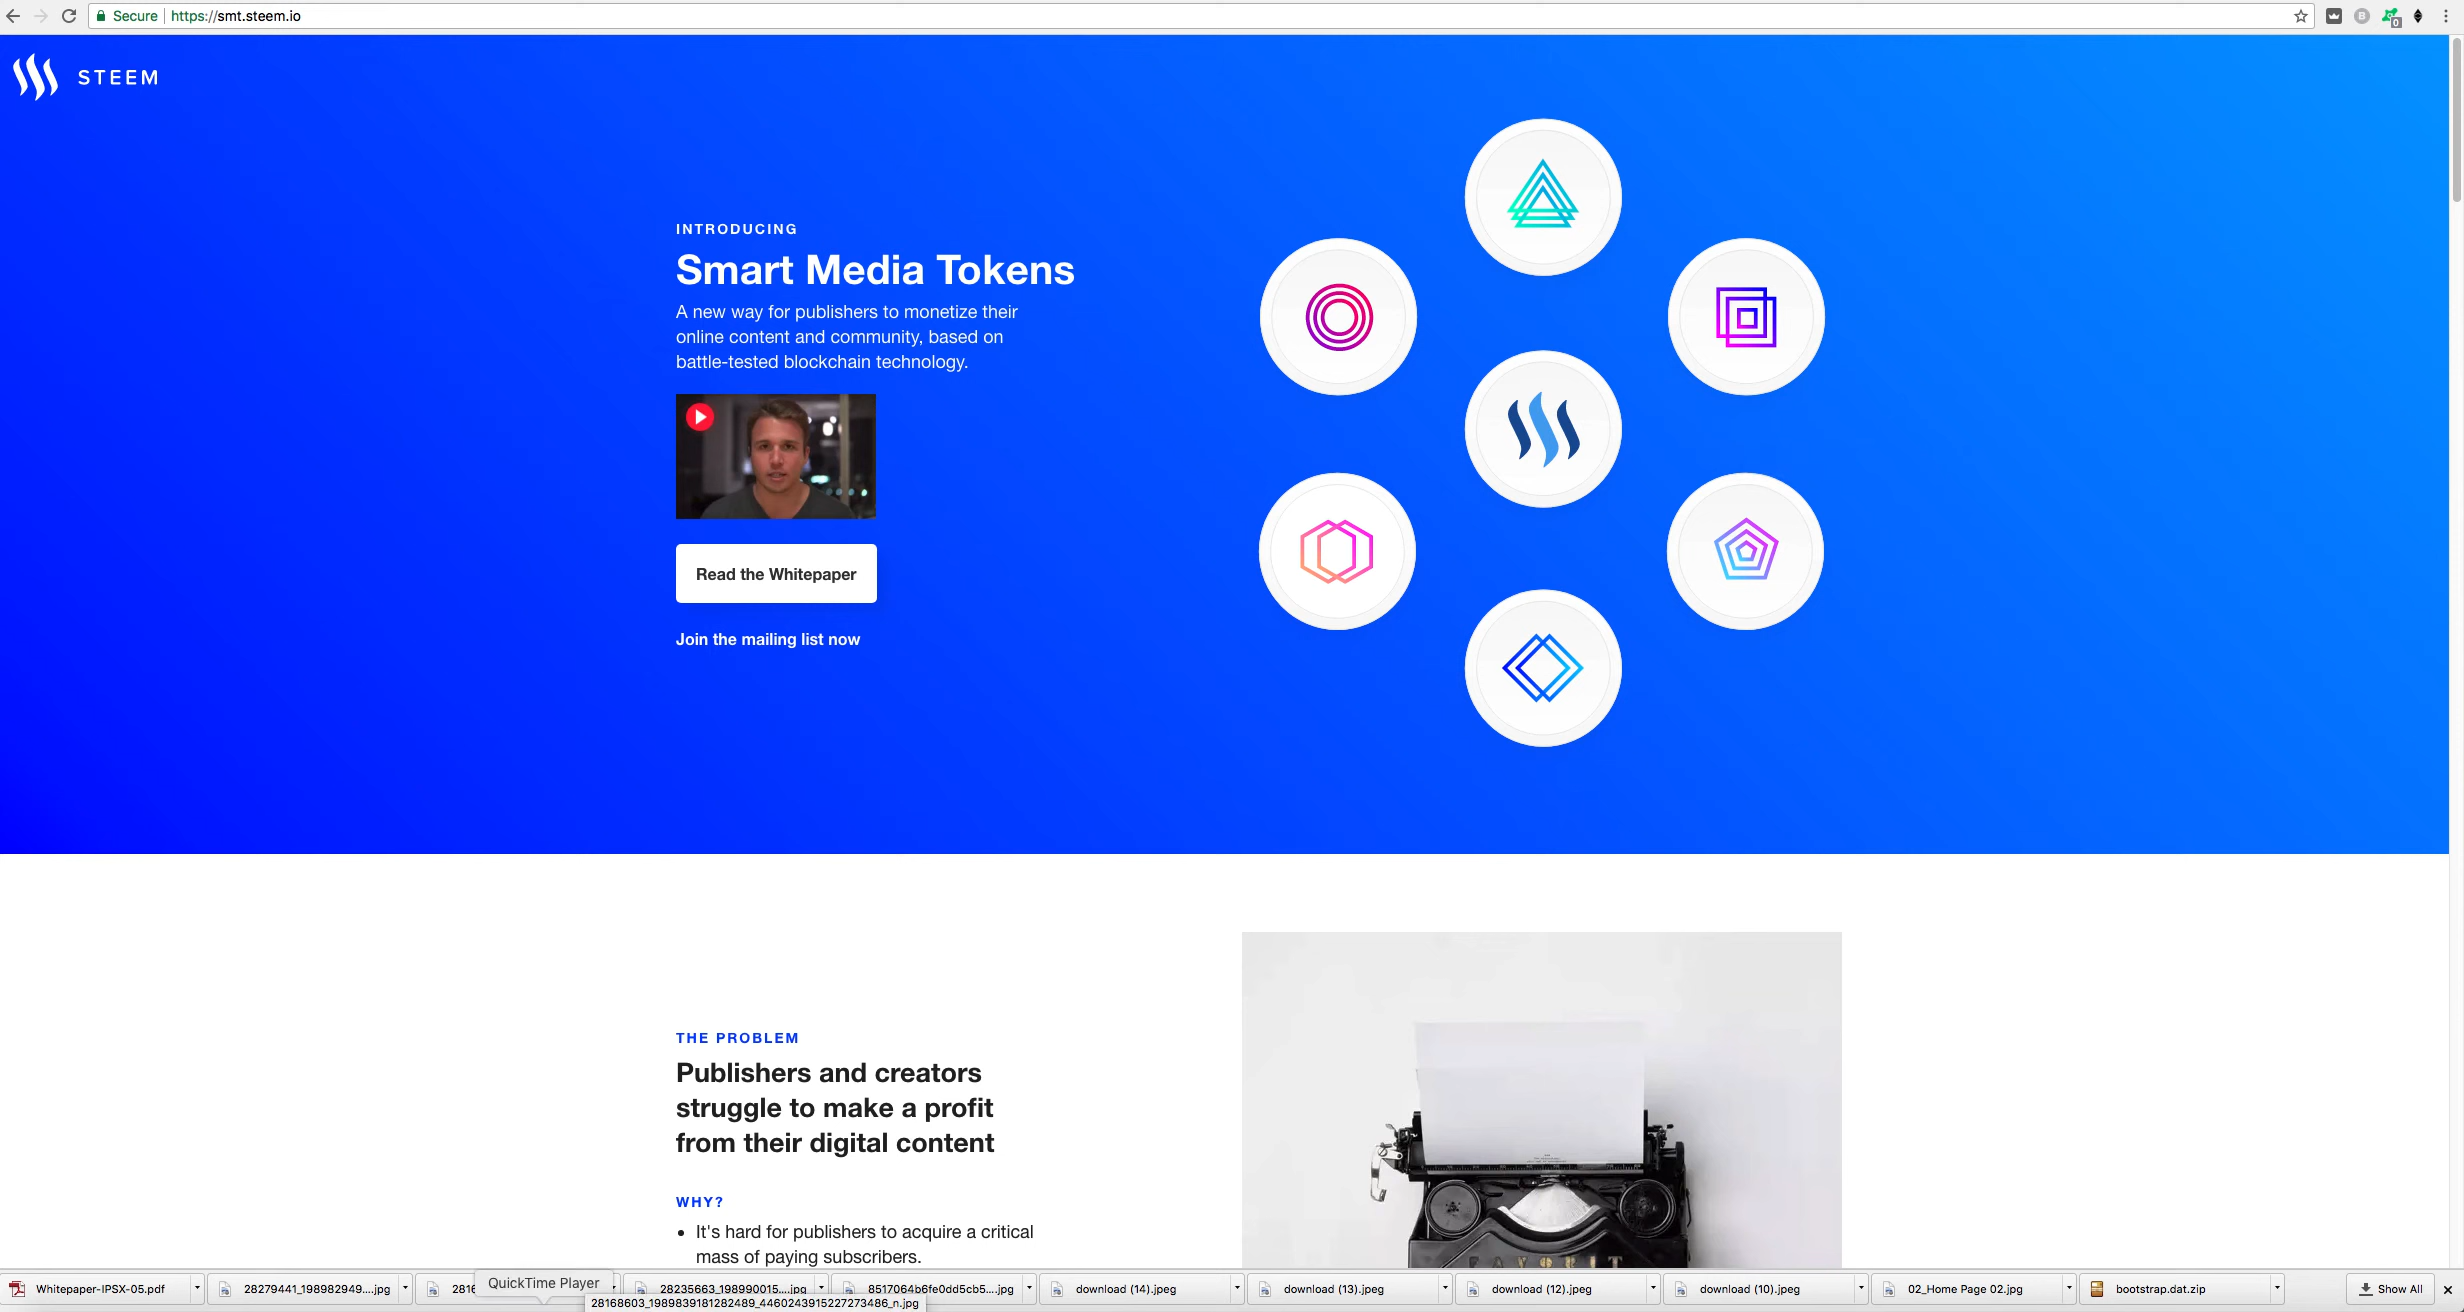 Secure https://smt.steem.io
STEEM
INTRODUCING
Smart Media Tokens
A new way for publishers to monetize their
online content and community, based on
battle-tested blockchain technology.
Read the Whitepaper
Join the mailing list now
THE PROBLEM
Publishers and creators
struggle to make a profit
from their digital content
WHY?
It's hard for publishers to acquire a critical
mass of paying subscribers.
QuickTime Player
Whitepaper-IPSX-05.pdf 28279441_198982949....jpg 2816 28235663_198990015....jpg 8517064b6fe0dd5cb5....jpg download (14).jpeg download (13).jpeg download (12).jpeg download (10).jpeg 02_Home Page 02.jpg bootstrap.dat.zip Show All
28168603_1989839181282489_4460243915227273486_n.jpg